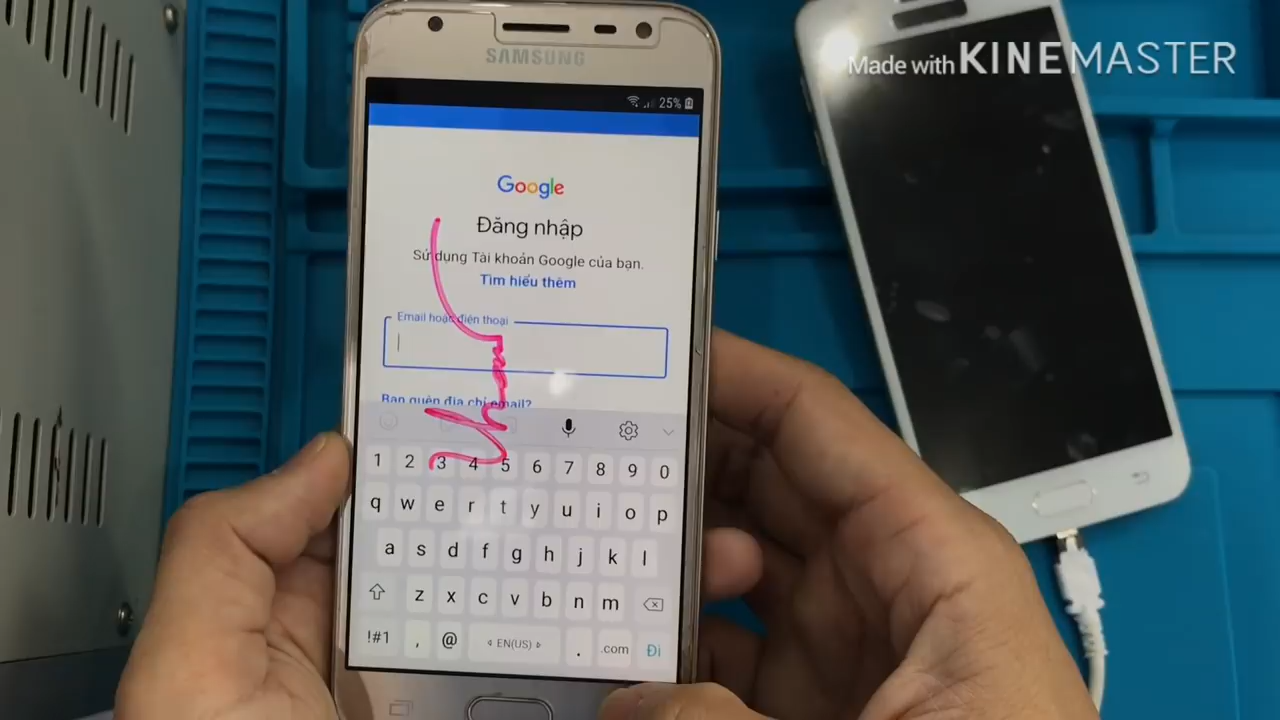 SAMSUNG
Made with KINEMASTER
25%
Google
Đăng nhập
Sử dụng Tài khoản Google của bạn.
Tìm hiểu thêm
Email hoặc điện thoại
Bạn quên địa chỉ email?
1 2 3 4 5 6 7 8 9 0
q w e r t y u i o p
a s d f g h j k l
z x c v b n m
!#1 , @ EN(US) . .com Đi